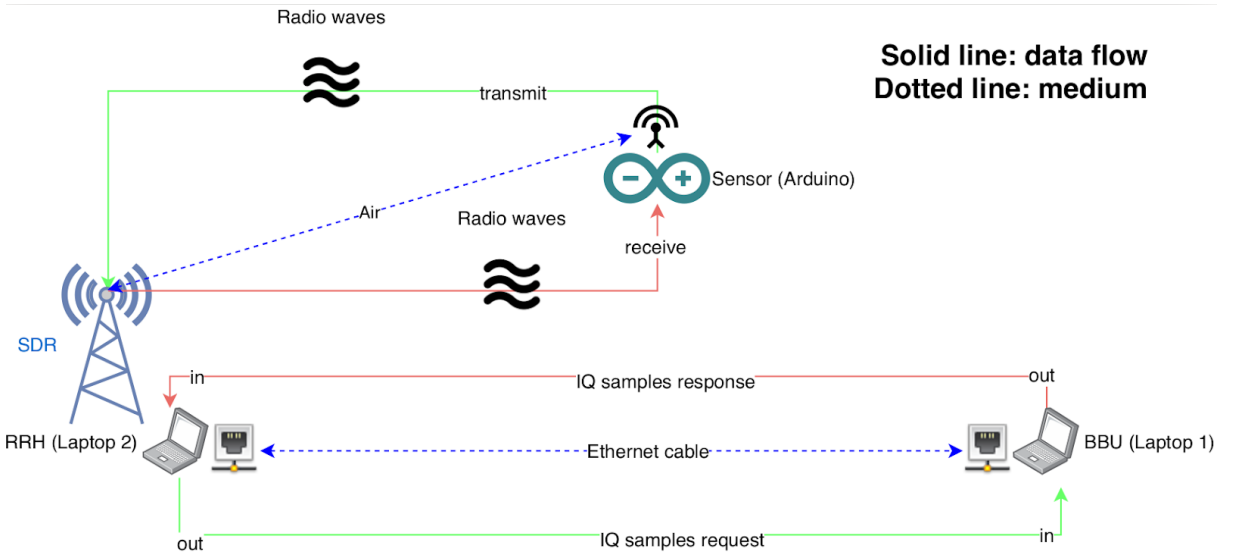 Radio waves
Solid line: data flow
Dotted line: medium
transmit
Sensor (Arduino)
Air
Radio waves
receive
SDR
in
IQ samples response
out
RRH (Laptop 2)
Ethernet cable
BBU (Laptop 1)
out
IQ samples request
in